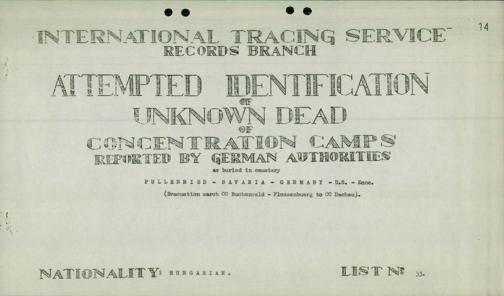 14
INTERNATIONAL TRACING SERVICE
RECORDS BRANCH
ATTEMPTED IDENTIFICATION
OF
UNKNOWN DEAD
OF
CONCENTRATION CAMPS
REPORTED BY GERMAN AUTHORITIES
as buried in cemetery
PULLENRIED - BAVARIA - GERMANY - U.S. - Zone.
(Evacuation march CC Buchenwald - Flossenbuerg to CC Dachau).
NATIONALITY: HUNGARIAN.
LIST Nº 33.